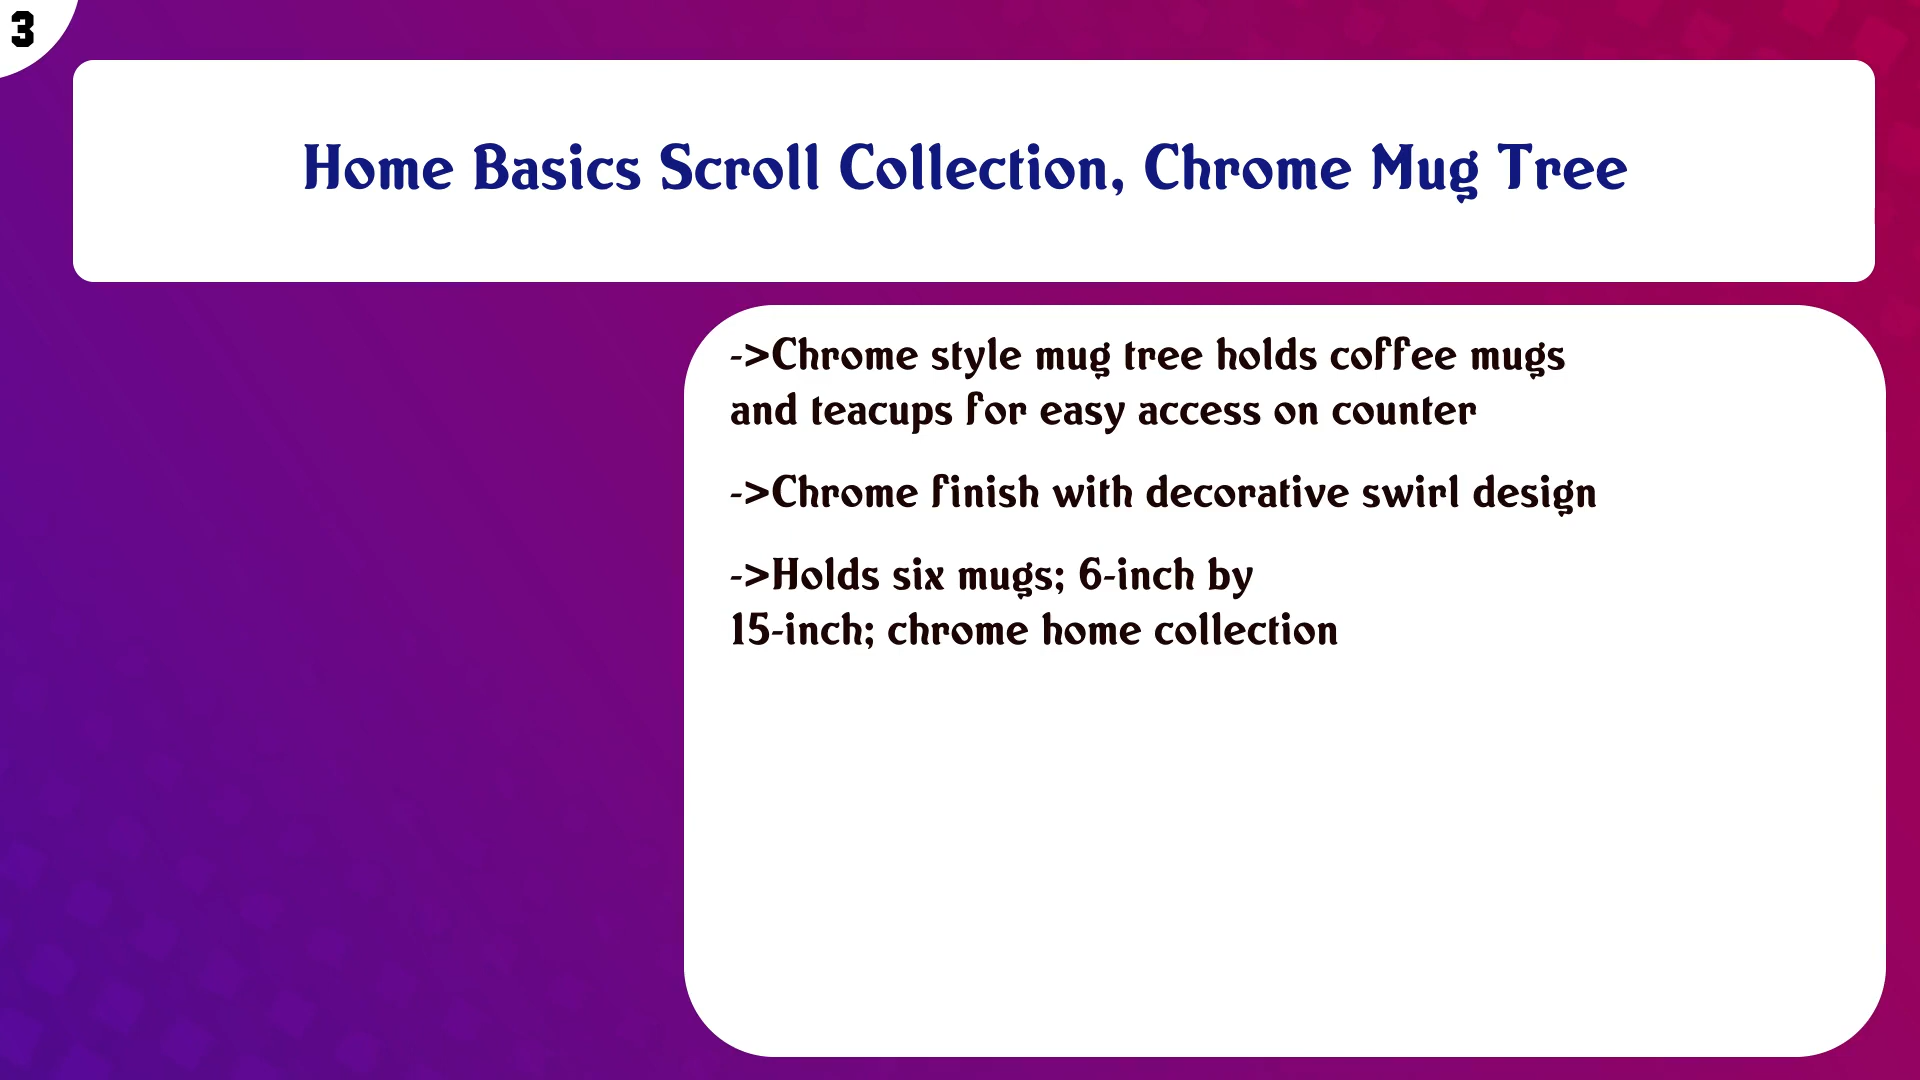 3
Home Basics Scroll Collection, Chrome Mug Tree
->Chrome style mug tree holds coffee mugs
and teacups for easy access on counter
->Chrome finish with decorative swirl design
->Holds six mugs; 6-inch by
15-inch; chrome home collection